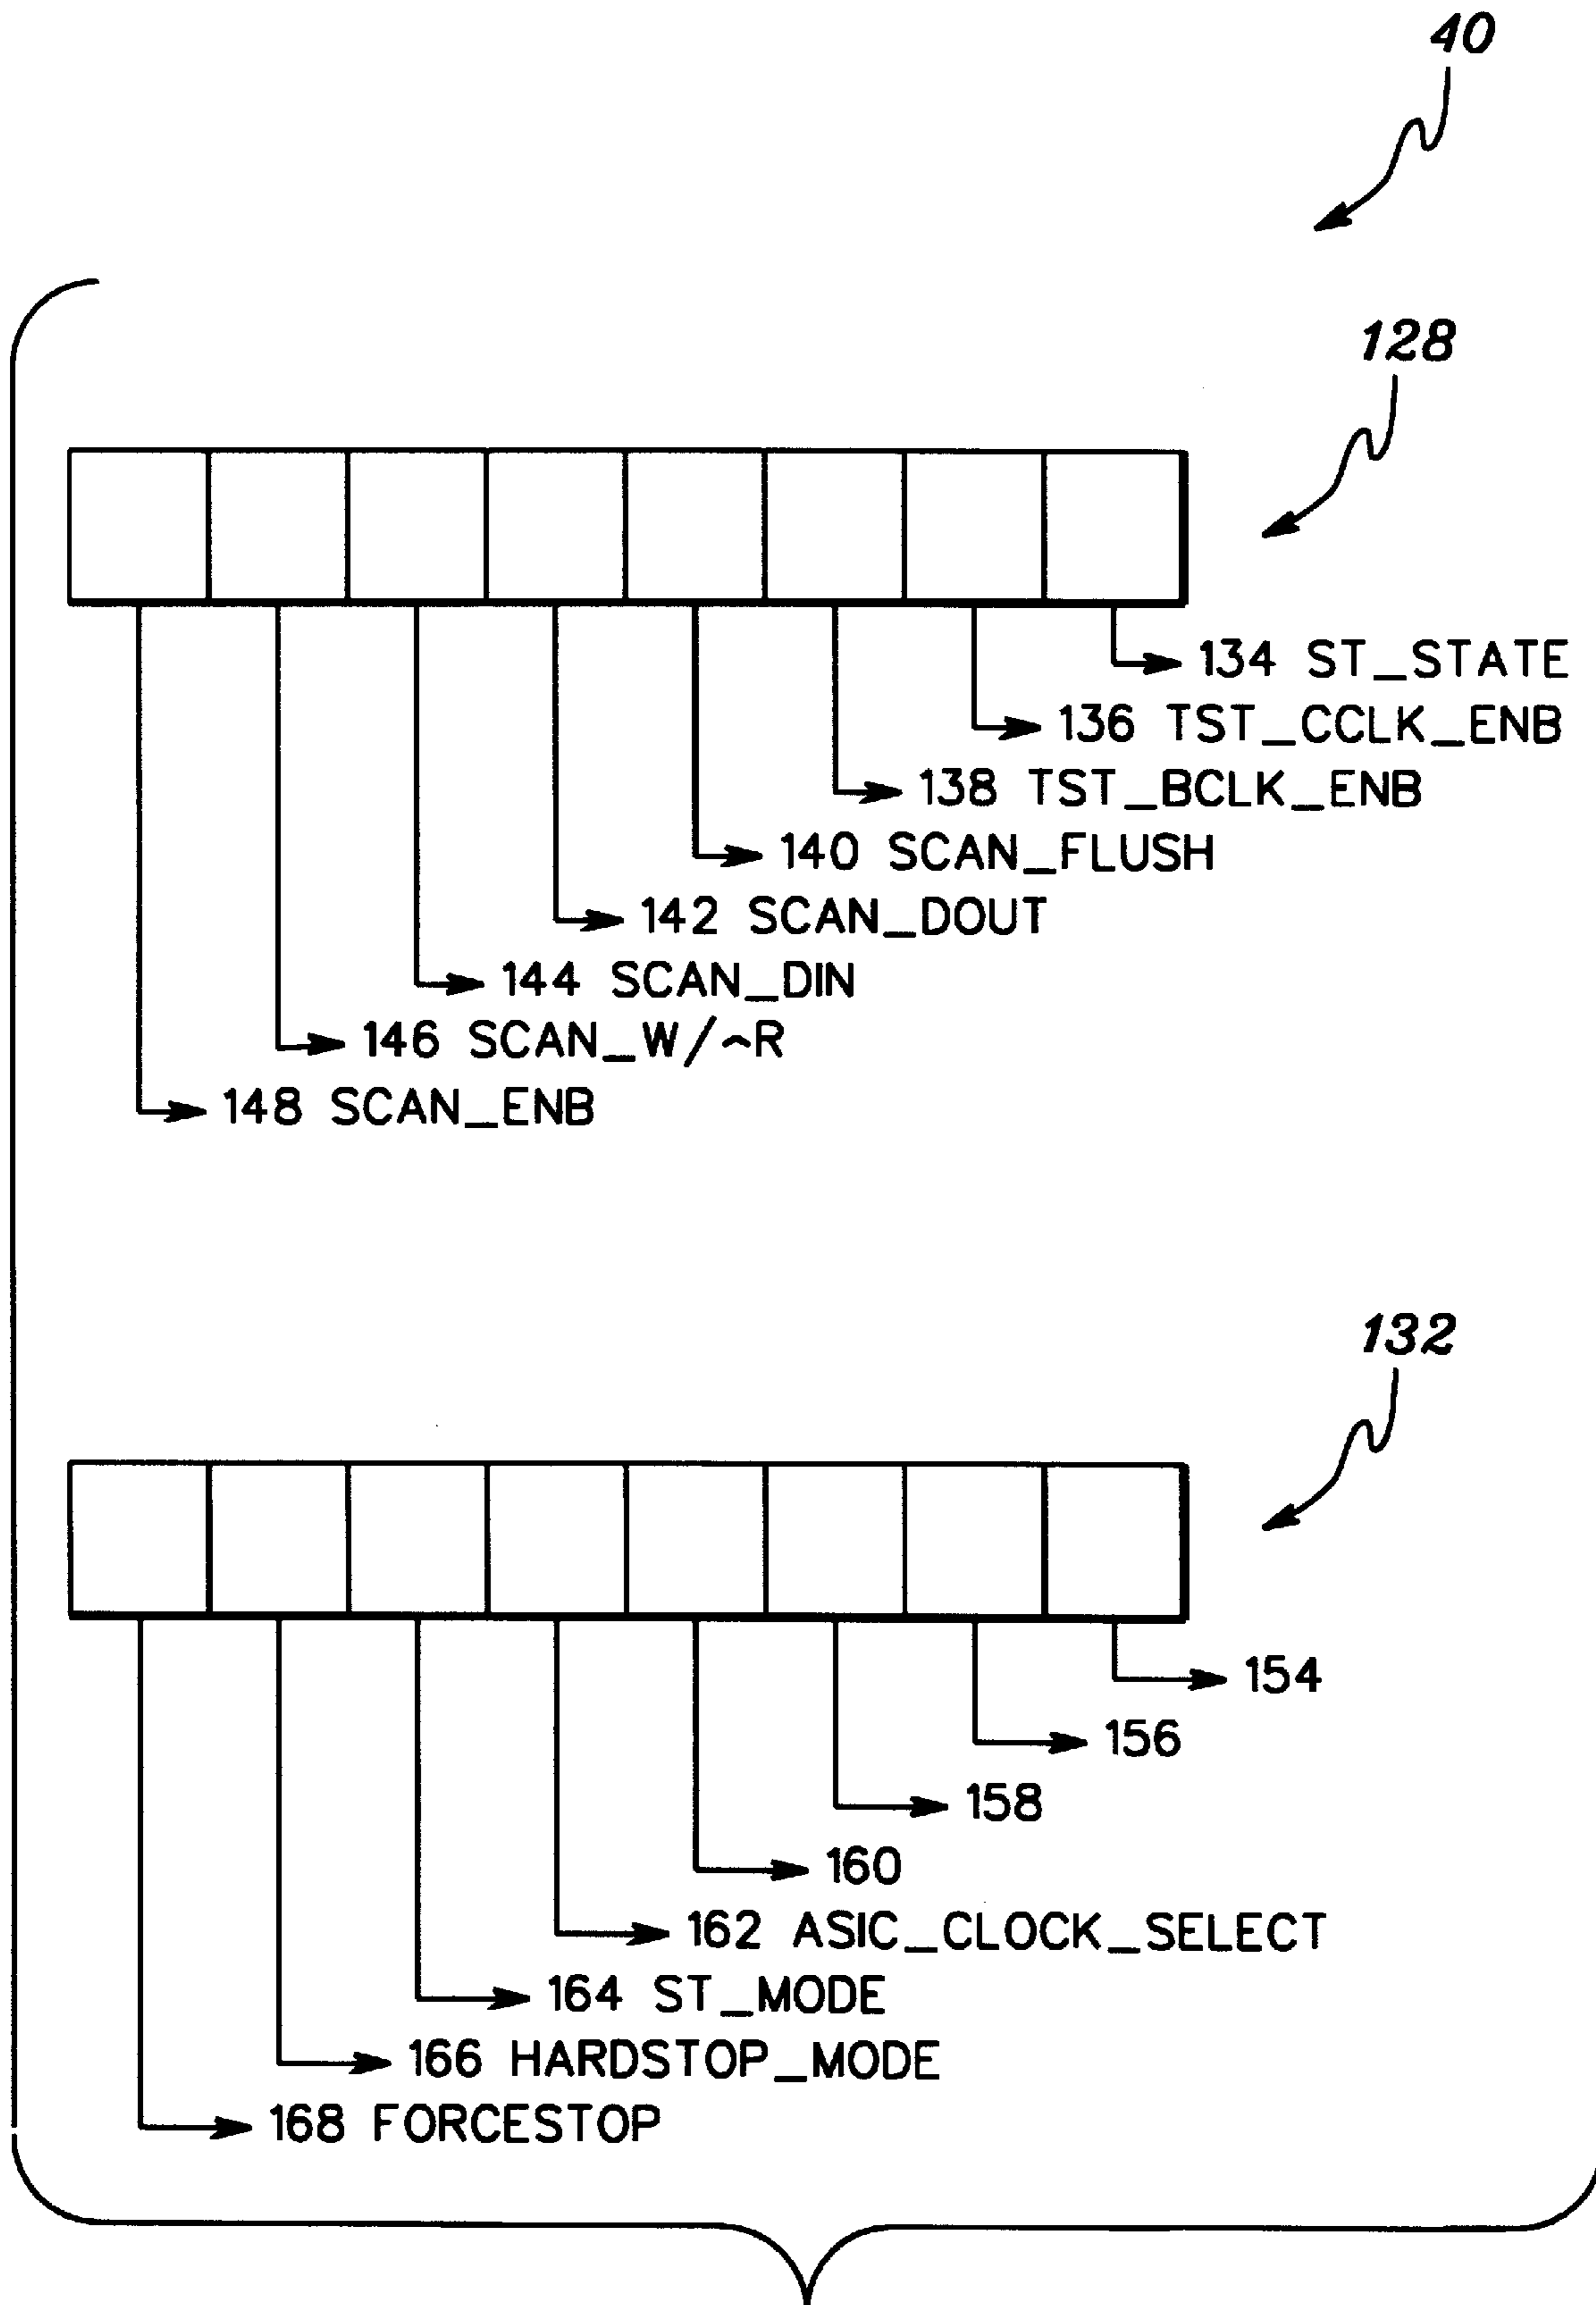 40
128
134 ST_STATE
136 TST_CCLK_ENB
138 TST_BCLK_ENB
140 SCAN_FLUSH
142 SCAN_DOUT
144 SCAN_DIN
146 SCAN_W/~R
148 SCAN_ENB
132
154
156
158
160
162 ASIC_CLOCK_SELECT
164 ST_MODE
166 HARDSTOP_MODE
168 FORCESTOP